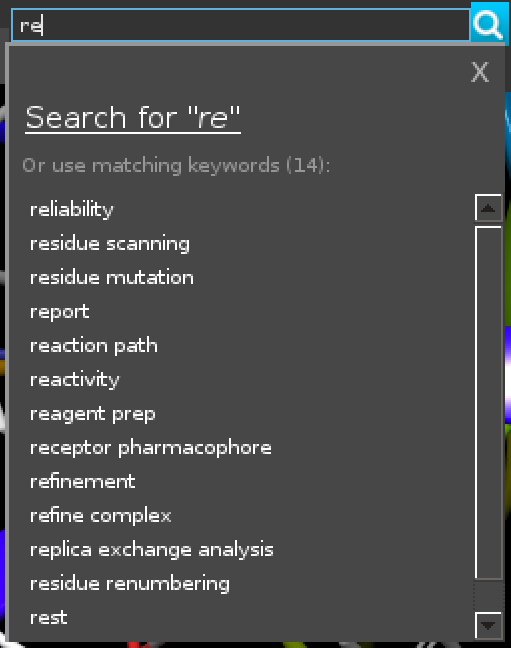 re
X
Search for "re"
Or use matching keywords (14):
reliability
residue scanning
residue mutation
report
reaction path
reactivity
reagent prep
receptor pharmacophore
refinement
refine complex
replica exchange analysis
residue renumbering
rest